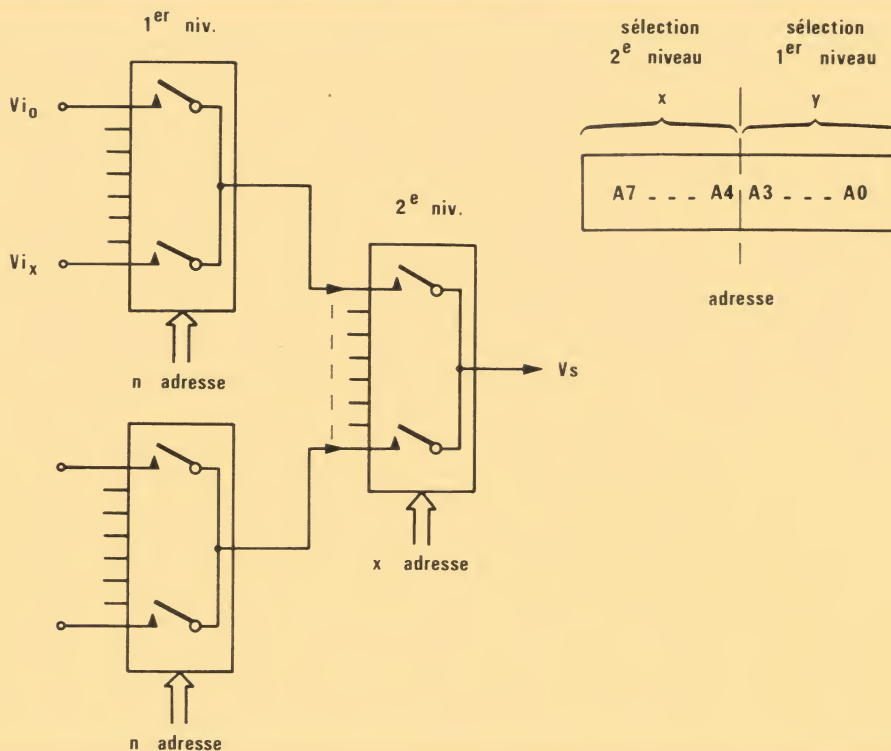 1er niv.
Vi0
Vix
n adresse
2e niv.
Vs
x adresse
n adresse
sélection
2e niveau
sélection
1er niveau
x
y
A7 _ _ _ A4 A3 _ _ _ A0
adresse